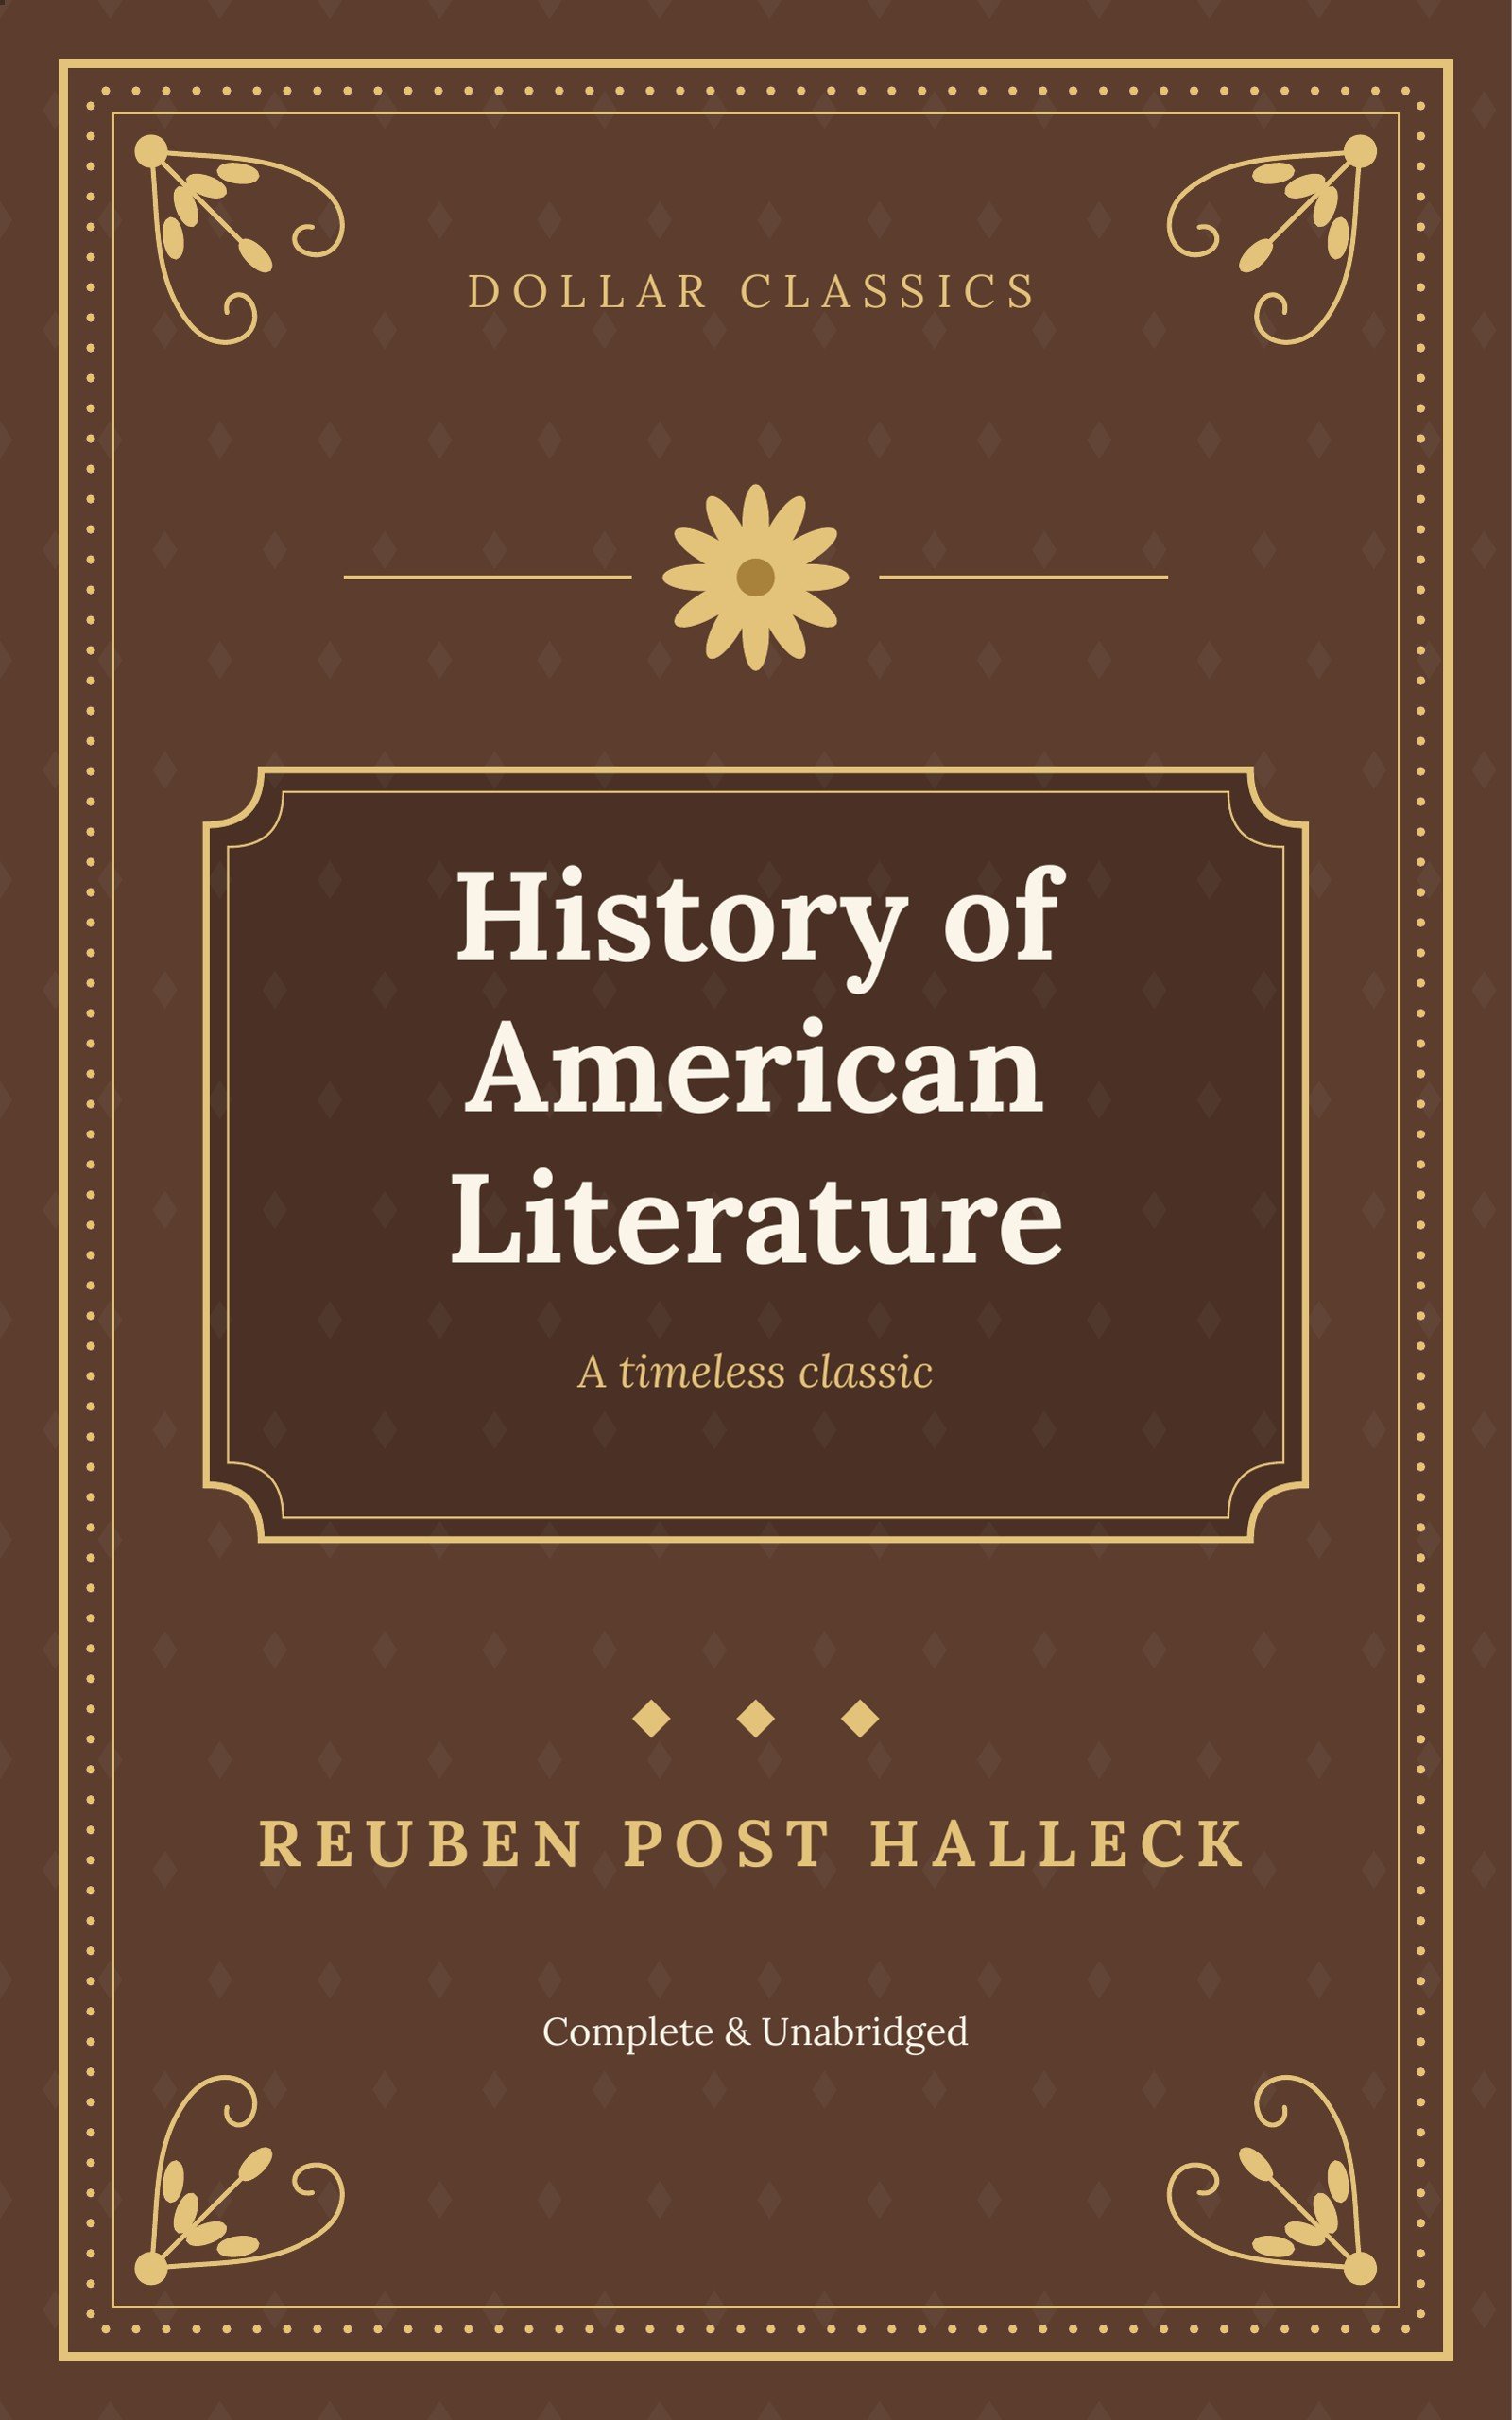 DOLLAR CLASSICS
History of
American
Literature
A timeless classic
REUBEN POST HALLECK
Complete & Unabridged